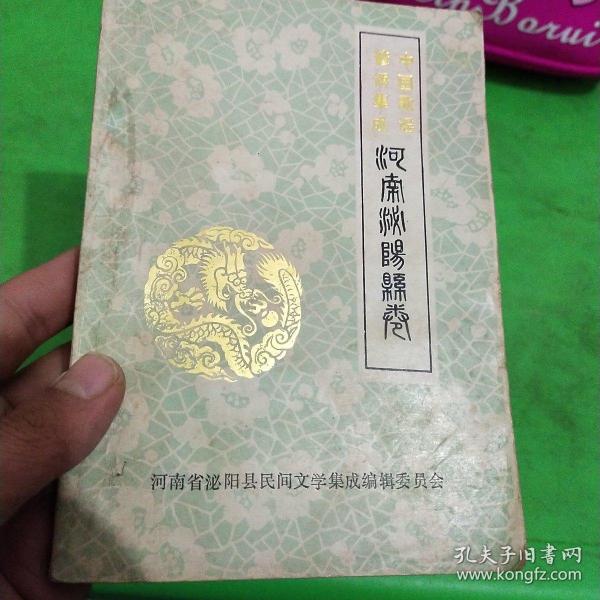 中国歌谣
谚语集成
河南泌阳縣卷
河南省泌阳县民间文学集成编辑委员会
Borui
孔夫子旧书网
www.kongfz.com